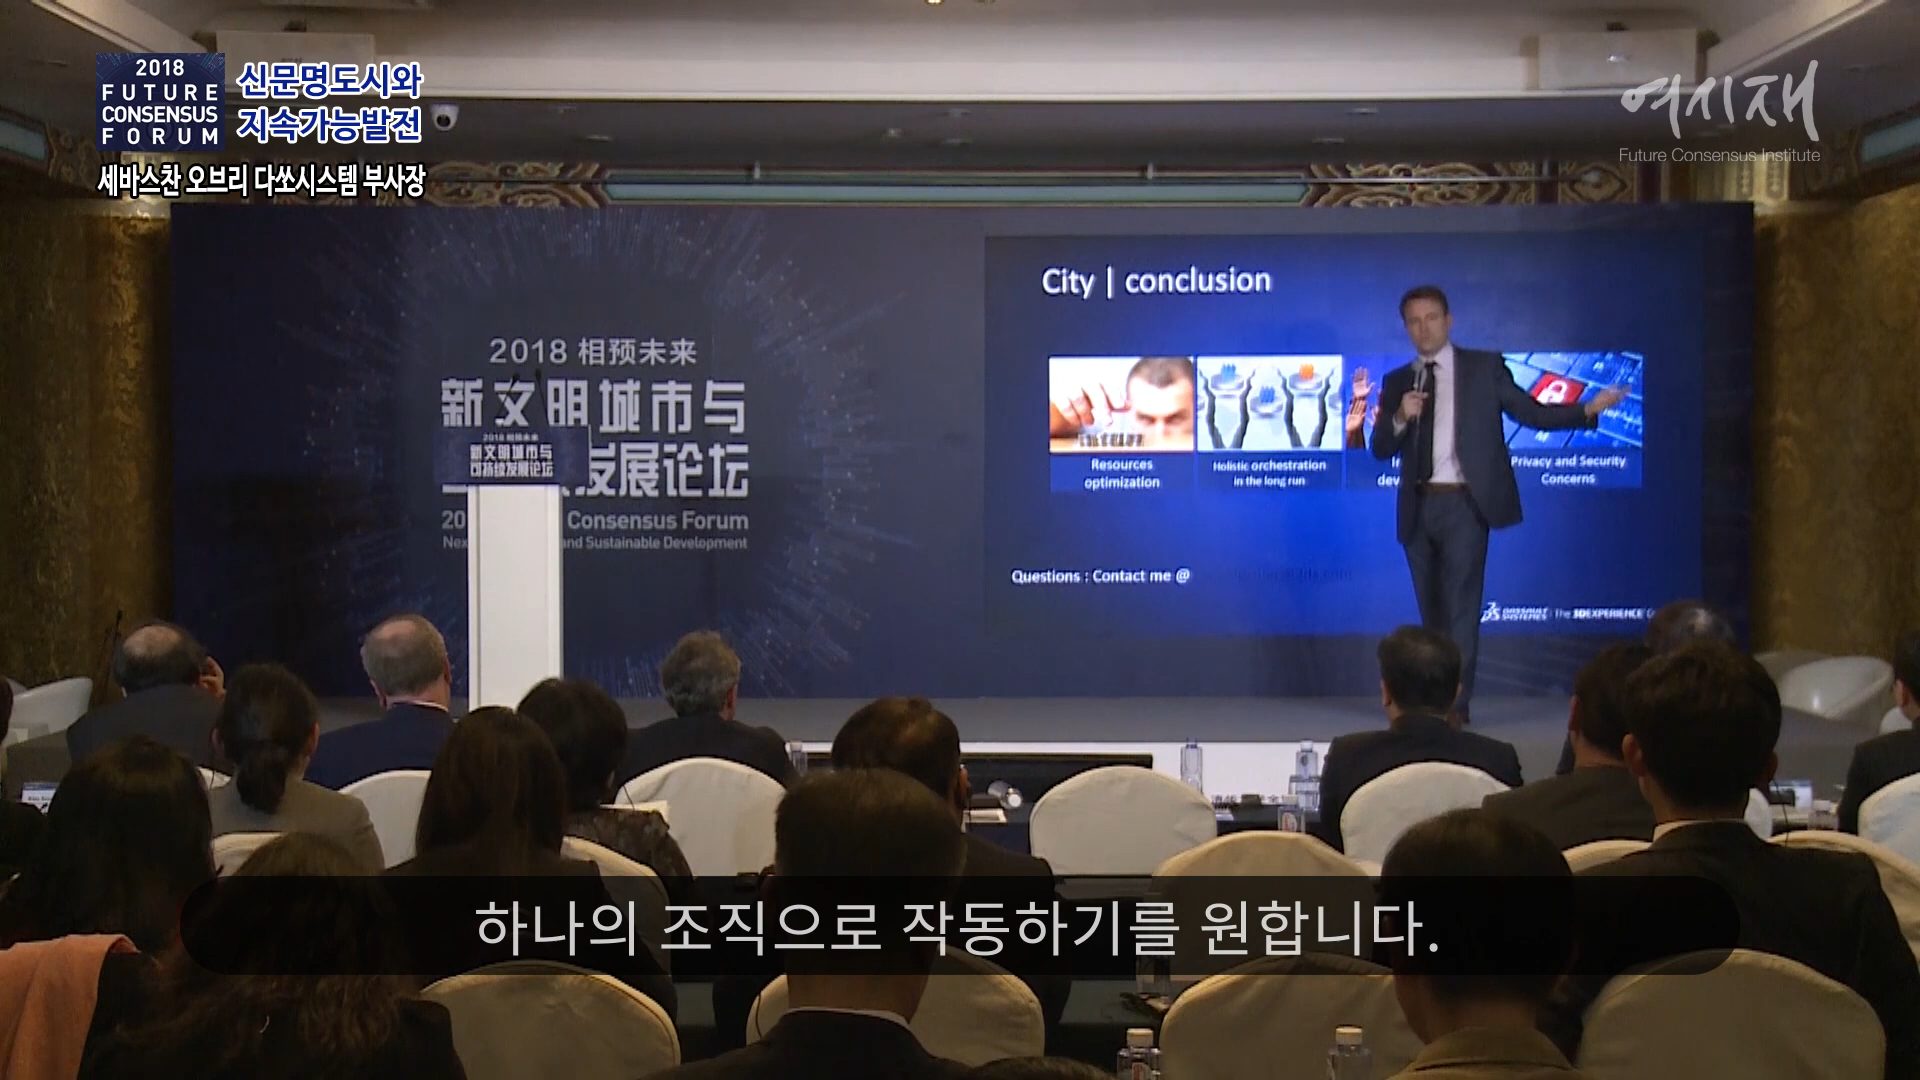 2018
FUTURE
CONSENSUS
FORUM
신문명도시와
지속가능발전
세바스찬 오브리 다쏘시스템 부사장
여시재
Future Consensus Institute
City | conclusion
2018 相预未来
新文明城市与
发展论坛
20 Consensus Forum
and Sustainable Development
2018 相预未来
新文明城市与
可持续发展论坛
Resources
optimization
Holistic orchestration
in the long run
Privacy and Security
Concerns
Questions : Contact me @
DASSAULT
SYSTEMES
The 3DEXPERIENCE
하나의 조직으로 작동하기를 원합니다.